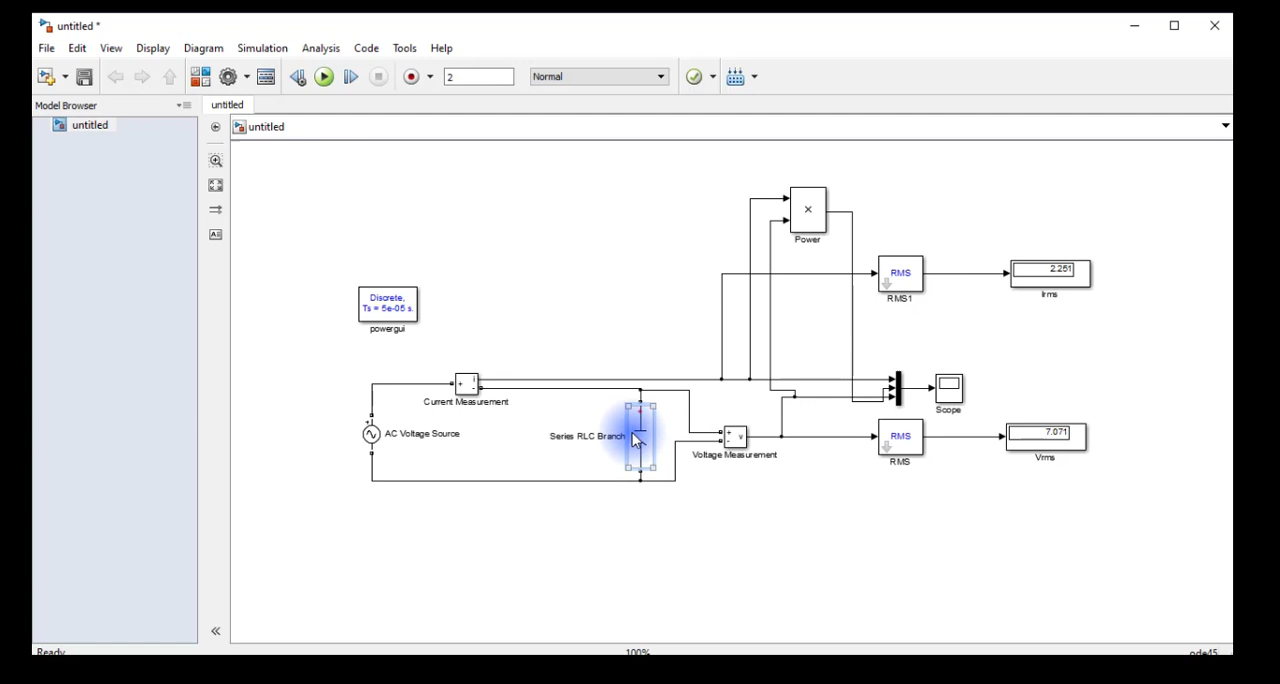 untitled *
File Edit View Display Diagram Simulation Analysis Code Tools Help
2 Normal
Model Browser untitled
untitled
untitled
×
Power
RMS
RMS1
2.251
Irms
Discrete,
Ts = 5e-05 s.
powergui
+ i
-
Current Measurement
Scope
+
AC Voltage Source
Series RLC Branch
+
-
v
Voltage Measurement
RMS
RMS
7.071
Vrms
Ready 100% ode45